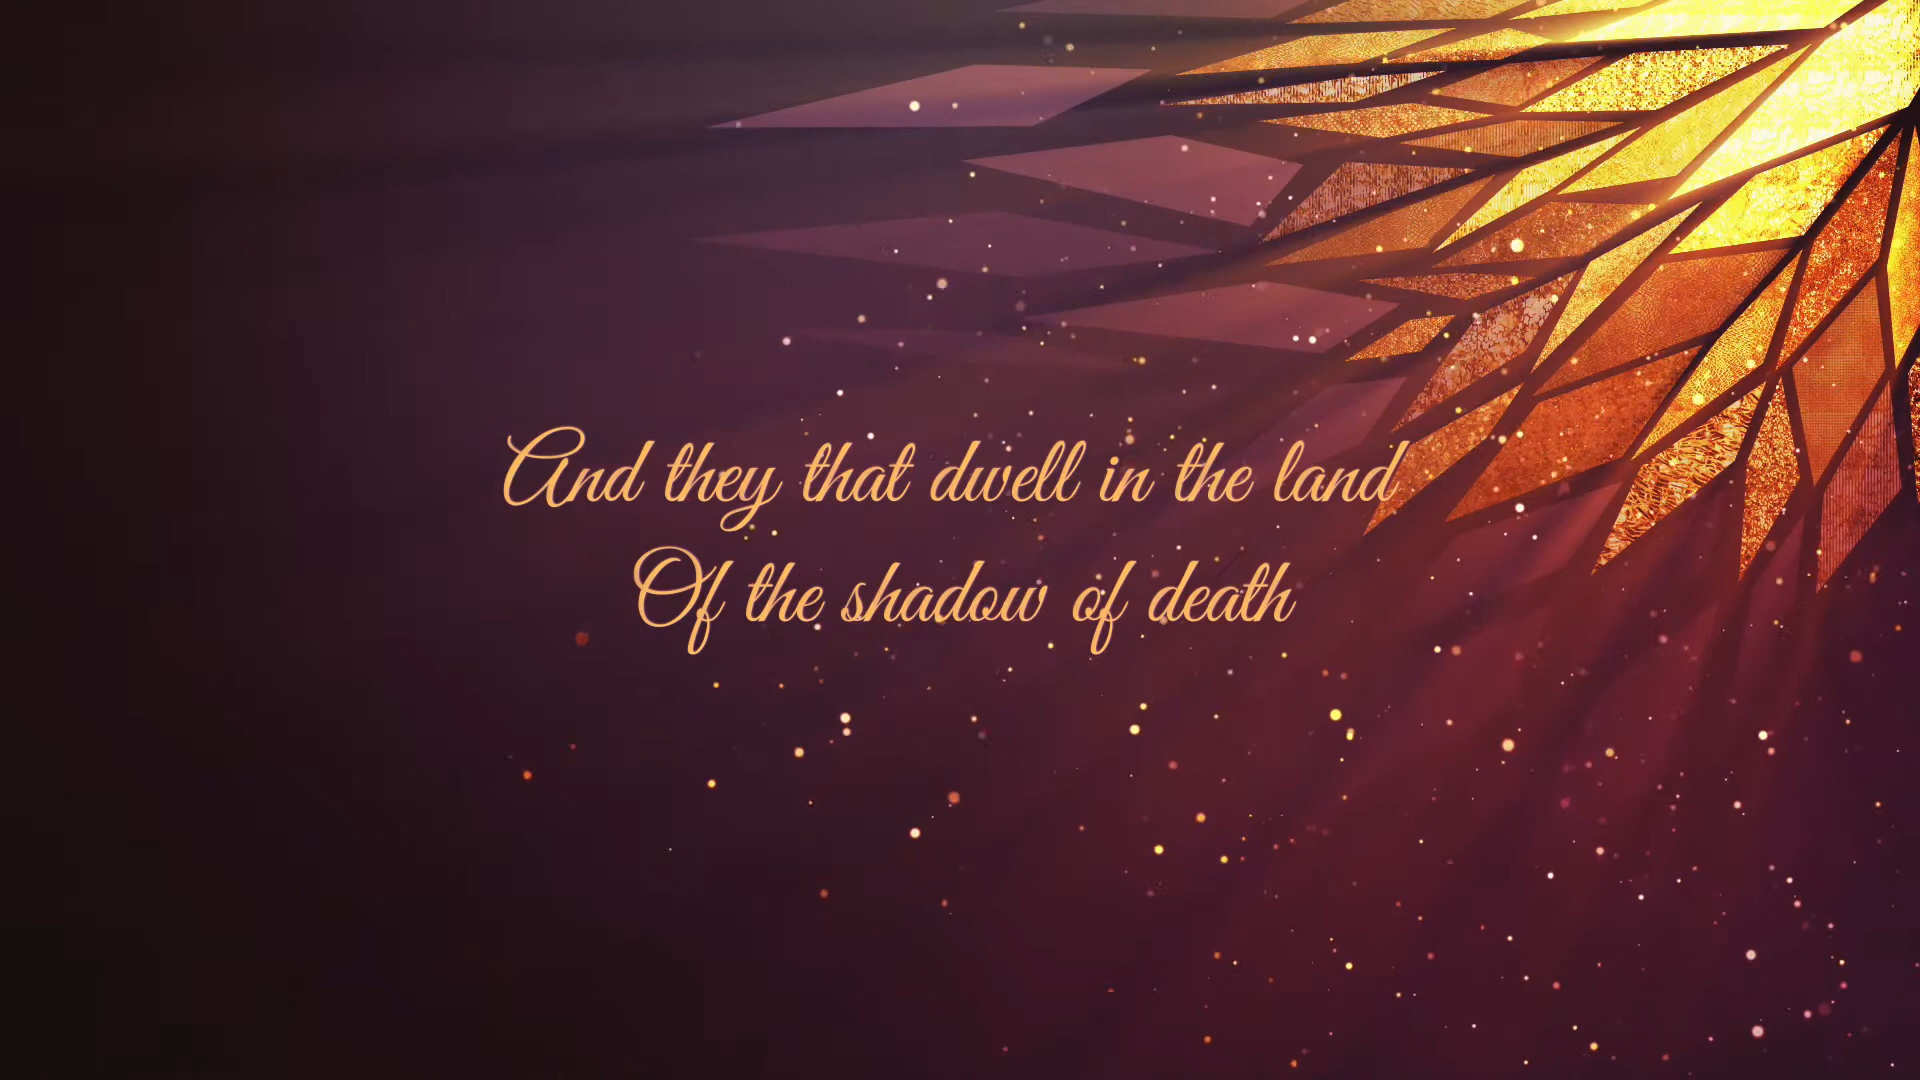 And they that dwell in the land
Of the shadow of death